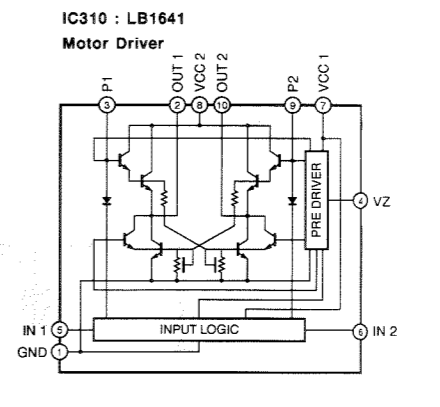 IC310 : LB1641
Motor Driver
P1
OUT 1
VCC 2
OUT 2
P2
VCC 1
3
2
8
10
9
7
PRE DRIVER
4 VZ
IN 1 5
INPUT LOGIC
6 IN 2
GND 1